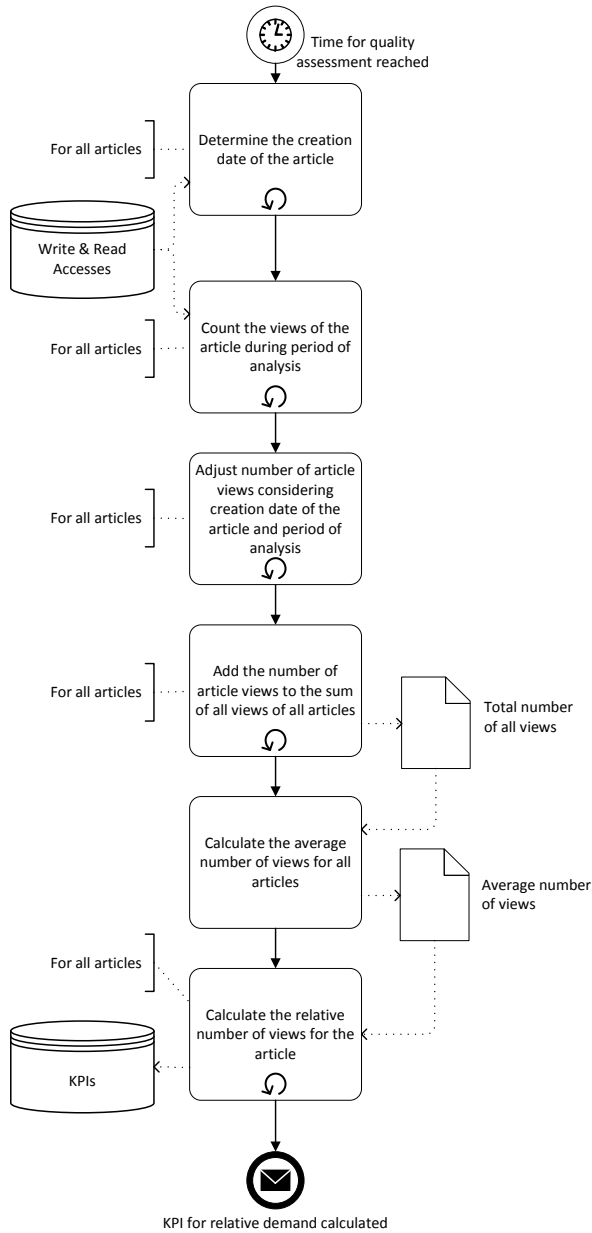 Time for quality
assessment reached
For all articles
Determine the creation
date of the article
Write & Read
Accesses
For all articles
Count the views of the
article during period of
analysis
For all articles
Adjust number of article
views considering
creation date of the
article and period of
analysis
For all articles
Add the number of
article views to the sum
of all views of all articles
Total number
of all views
Calculate the average
number of views for all
articles
Average number
of views
For all articles
Calculate the relative
number of views for the
article
KPIs
KPI for relative demand calculated